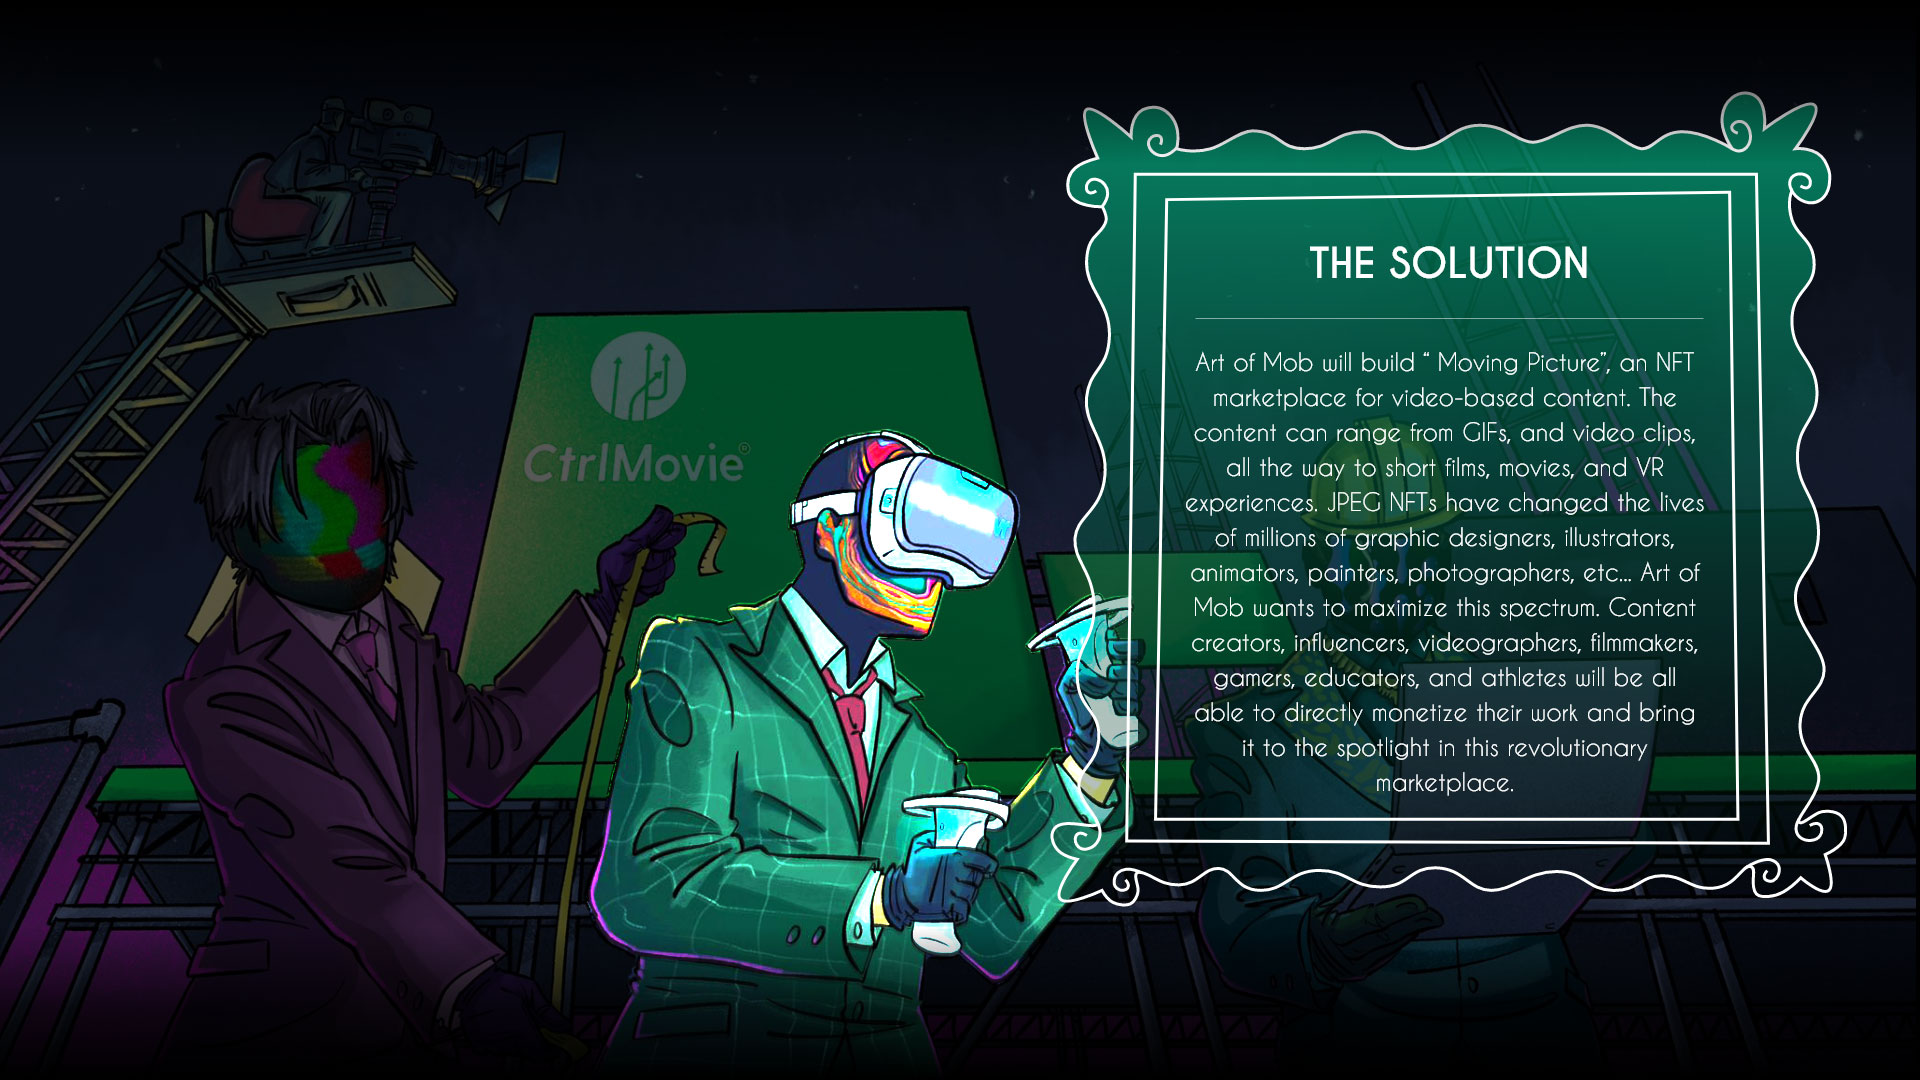 CtrlMovie®
THE SOLUTION
Art of Mob will build “ Moving Picture”, an NFT
marketplace for video-based content. The
content can range from GIFs, and video clips,
all the way to short films, movies, and VR
experiences. JPEG NFTs have changed the lives
of millions of graphic designers, illustrators,
animators, painters, photographers, etc... Art of
Mob wants to maximize this spectrum. Content
creators, influencers, videographers, filmmakers,
gamers, educators, and athletes will be all
able to directly monetize their work and bring
it to the spotlight in this revolutionary
marketplace.